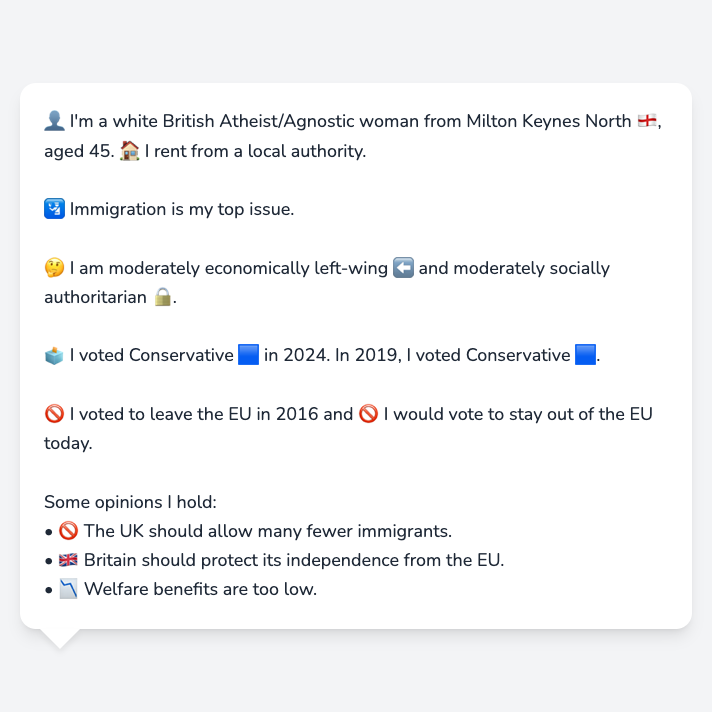 👤 I'm a white British Atheist/Agnostic woman from Milton Keynes North 🏴󠁧󠁢󠁥󠁮󠁧󠁿,
aged 45. 🏠 I rent from a local authority.
🛂 Immigration is my top issue.
🤔 I am moderately economically left-wing ⬅️ and moderately socially
authoritarian 🔒.
🗳️ I voted Conservative 🟦 in 2024. In 2019, I voted Conservative 🟦.
🚫 I voted to leave the EU in 2016 and 🚫 I would vote to stay out of the EU
today.
Some opinions I hold:
• 🚫 The UK should allow many fewer immigrants.
• 🇬🇧 Britain should protect its independence from the EU.
• 📉 Welfare benefits are too low.